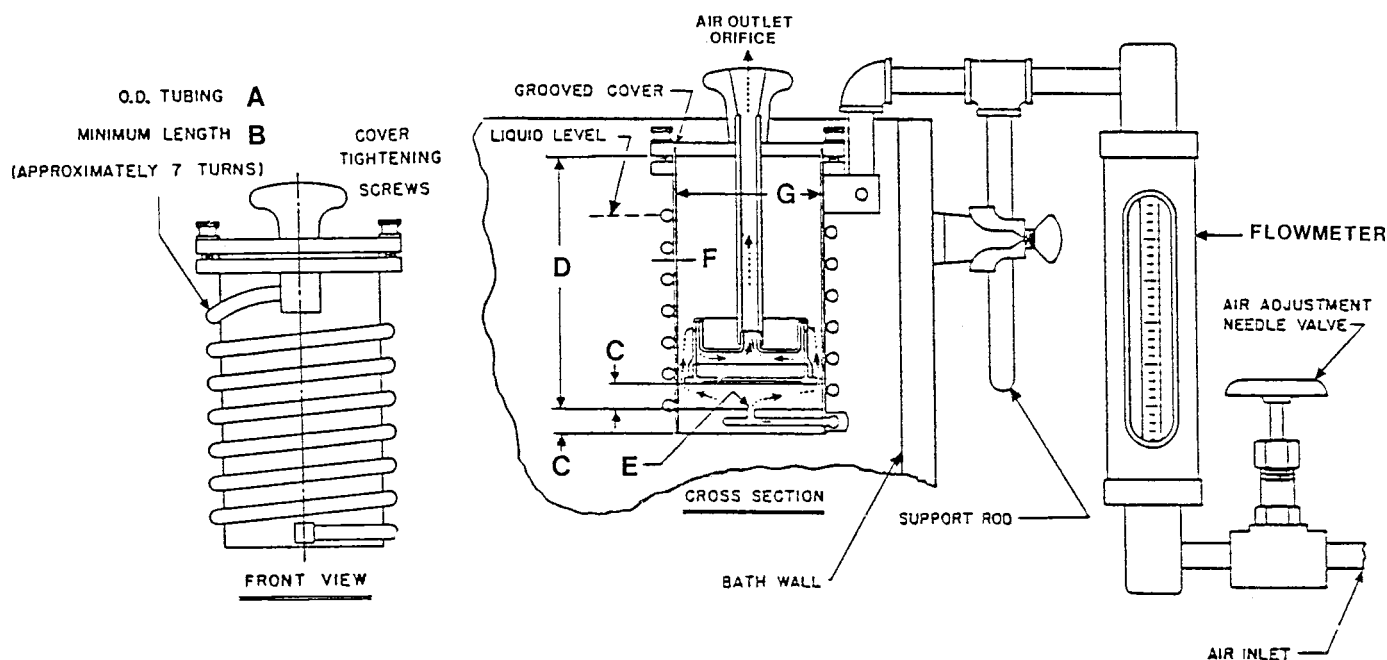 AIR OUTLET
ORIFICE
O.D. TUBING A
MINIMUM LENGTH B
(APPROXIMATELY 7 TURNS)
COVER
TIGHTENING
SCREWS
GROOVED COVER
LIQUID LEVEL
G
D
F
C
C
E
CROSS SECTION
FRONT VIEW
BATH WALL
SUPPORT ROD
FLOWMETER
AIR ADJUSTMENT
NEEDLE VALVE
AIR INLET